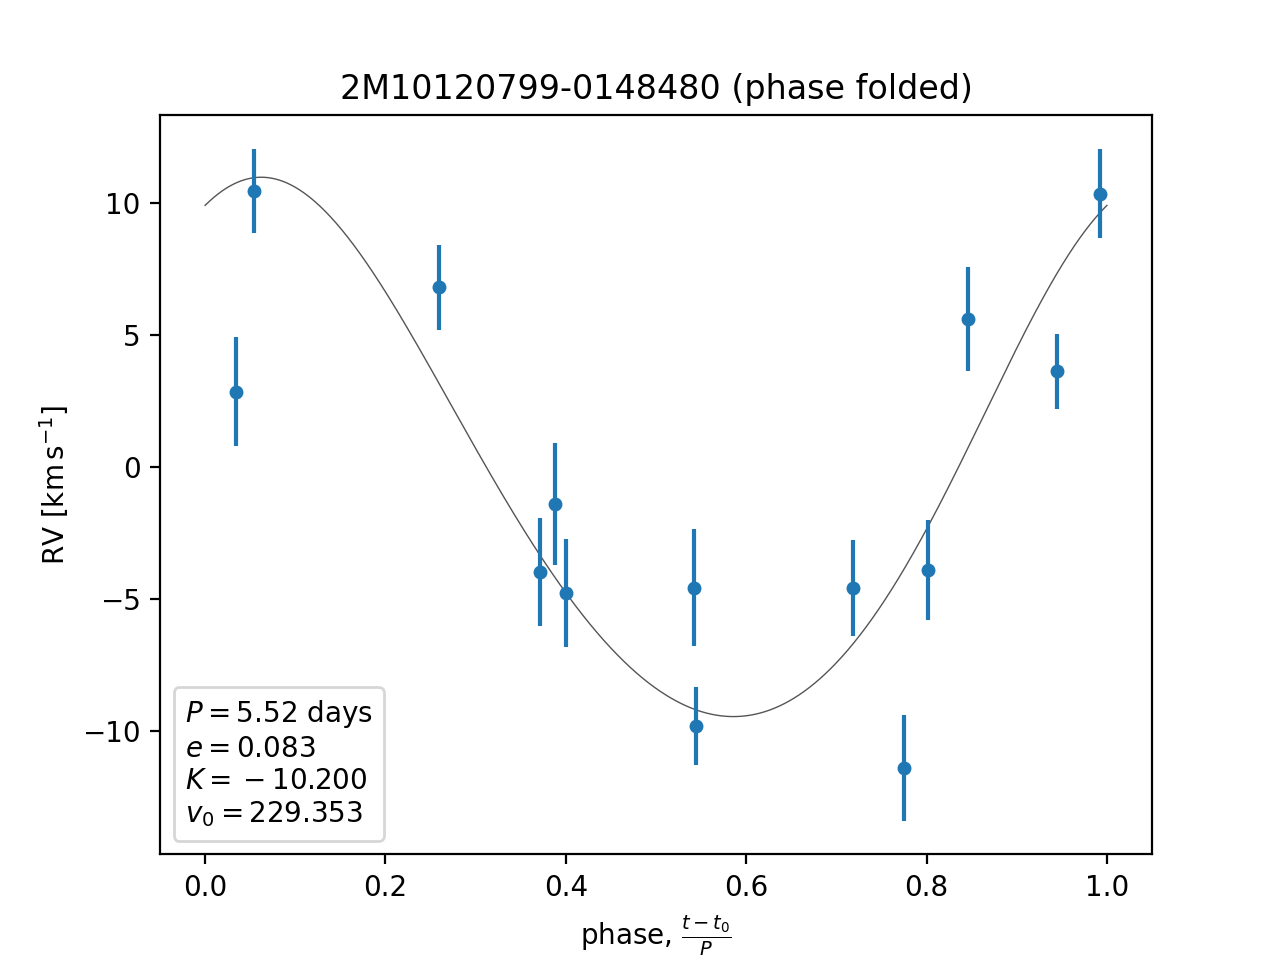 2M10120799-0148480 (phase folded)
RV [km s⁻¹]
10
5
0
−5
−10
P = 5.52 days
e = 0.083
K = −10.200
v₀ = 229.353
0.0 0.2 0.4 0.6 0.8 1.0
phase, (t − t₀)/P